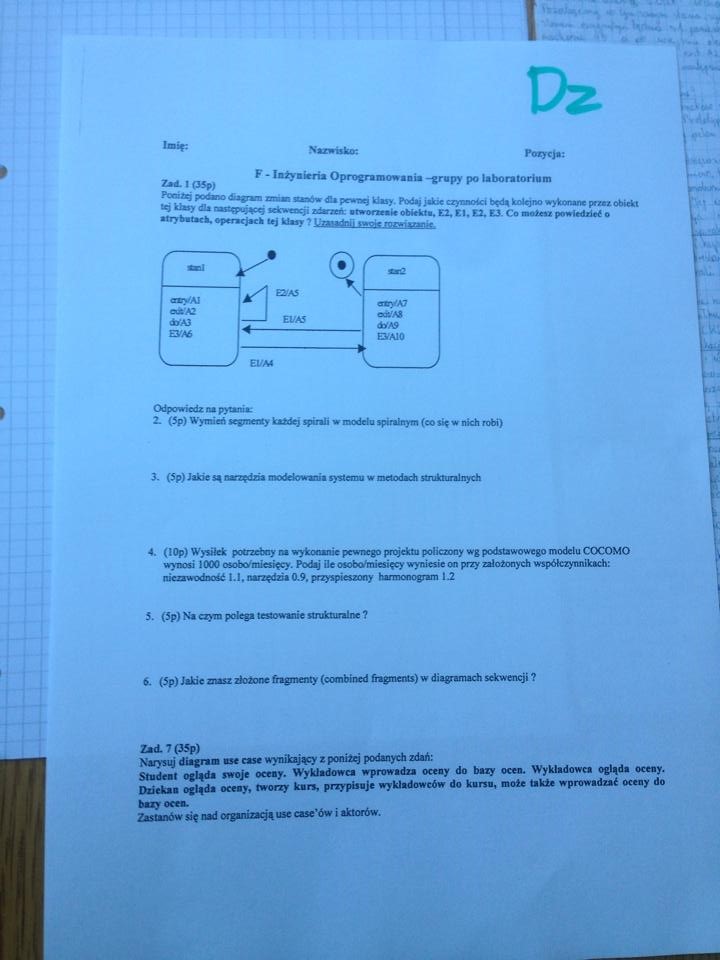 Dz
Imię: Nazwisko: Pozycja:
F - Inżynieria Oprogramowania –grupy po laboratorium
Zad. 1 (35p)
Poniżej podano diagram zmian stanów dla pewnej klasy. Podaj jakie czynności będą kolejno wykonane przez obiekt
tej klasy dla następującej sekwencji zdarzeń: utworzenie obiektu, E2, E1, E2, E3. Co możesz powiedzieć o
atrybutach, operacjach tej klasy ? Uzasadnij swoje rozwiązanie.
stan1
entry/A1
exit/A2
do/A3
E3/A6
E2/A5
E1/A5
E1/A4
stan2
entry/A7
exit/A8
do/A9
E3/A10
Odpowiedz na pytania:
2. (5p) Wymień segmenty każdej spirali w modelu spiralnym (co się w nich robi)
3. (5p) Jakie są narzędzia modelowania systemu w metodach strukturalnych
4. (10p) Wysiłek potrzebny na wykonanie pewnego projektu policzony wg podstawowego modelu COCOMO
wynosi 1000 osobo/miesięcy. Podaj ile osobo/miesięcy wyniesie on przy założonych współczynnikach:
niezawodność 1.1, narzędzia 0.9, przyspieszony harmonogram 1.2
5. (5p) Na czym polega testowanie strukturalne ?
6. (5p) Jakie znasz złożone fragmenty (combined fragments) w diagramach sekwencji ?
Zad. 7 (35p)
Narysuj diagram use case wynikający z poniżej podanych zdań:
Student ogląda swoje oceny. Wykładowca wprowadza oceny do bazy ocen. Wykładowca ogląda oceny.
Dziekan ogląda oceny, tworzy kurs, przypisuje wykładowców do kursu, może także wprowadzać oceny do
bazy ocen.
Zastanów się nad organizacją use case'ów i aktorów.